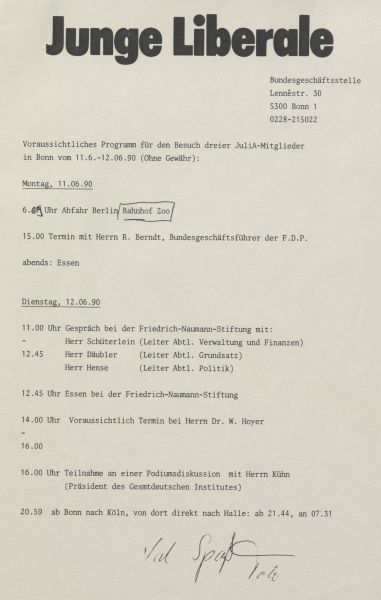 Junge Liberale
Bundesgeschäftsstelle
Lennéstr. 30
5300 Bonn 1
0228-215022
Voraussichtliches Programm für den Besuch dreier JuliA-Mitglieder
in Bonn vom 11.6.-12.06.90 (Ohne Gewähr):
Montag, 11.06.90
Uhr Abfahr Berlin Bahnhof Zoo
15.00 Termin mit Herrn R. Berndt, Bundesgeschäftsführer der F.D.P.
abends: Essen
Dienstag, 12.06.90
11.00 Uhr Gespräch bei der Friedrich-Naumann-Stiftung mit:
- Herr Schüterlein (Leiter Abtl. Verwaltung und Finanzen)
12.45 Herr Däubler (Leiter Abtl. Grundsatz)
Herr Hense (Leiter Abtl. Politik)
12.45 Uhr Essen bei der Friedrich-Naumann-Stiftung
14.00 Uhr Voraussichtlich Termin bei Herrn Dr. W. Hoyer
-
16.00
16.00 Uhr Teilnahme an einer Podiumsdiskussion mit Herrn Kühn
(Präsident des Gesmtdeutschen Institutes)
20.59 ab Bonn nach Köln, von dort direkt nach Halle: ab 21.44, an 07.31
Viel Spaß